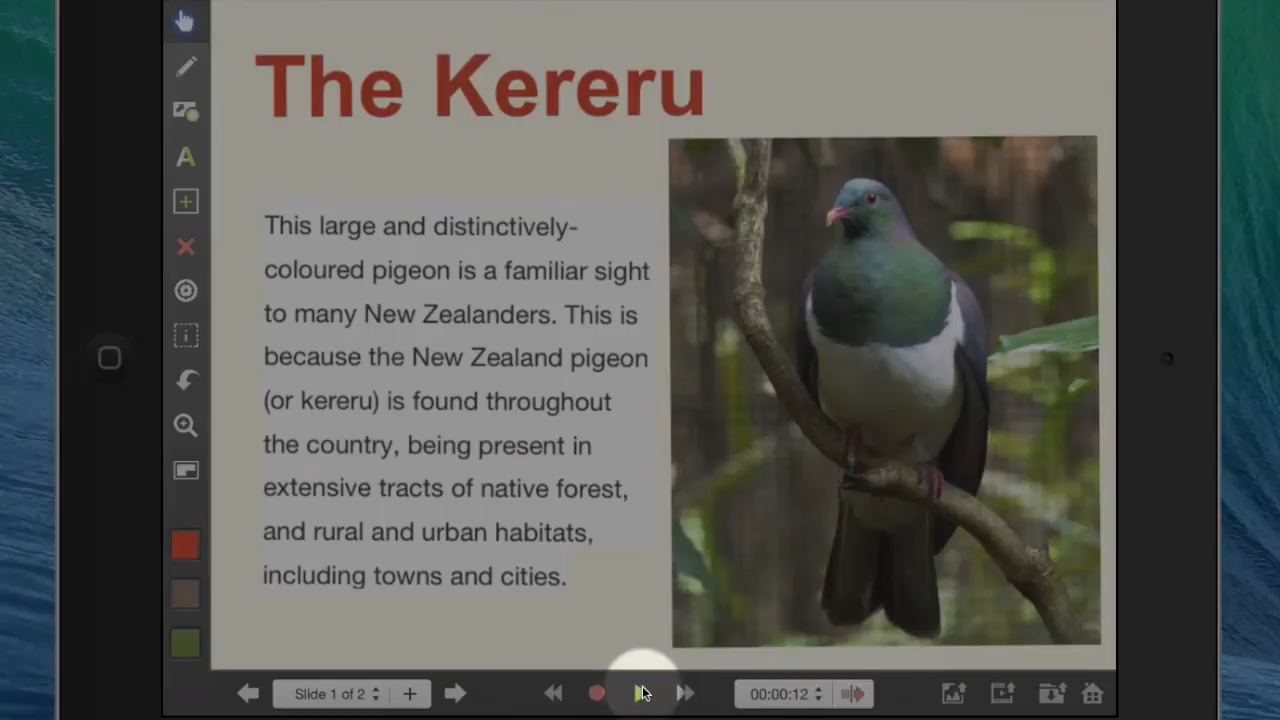 The Kereru
This large and distinctively-
coloured pigeon is a familiar sight
to many New Zealanders. This is
because the New Zealand pigeon
(or kereru) is found throughout
the country, being present in
extensive tracts of native forest,
and rural and urban habitats,
including towns and cities.
Slide 1 of 2
00:00:12